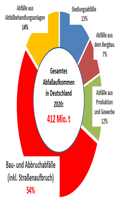 Abfälle aus
Abfallbehandlungsanlagen
14%
Siedlungsabfälle
13%
Abfälle aus
dem Bergbau
7%
Abfälle aus
Produktion
und Gewerbe
12%
Gesamtes
Abfallaufkommen
in Deutschland
2020:
412 Mio. t
Bau- und Abbruchabfälle
(inkl. Straßenaufbruch)
54%